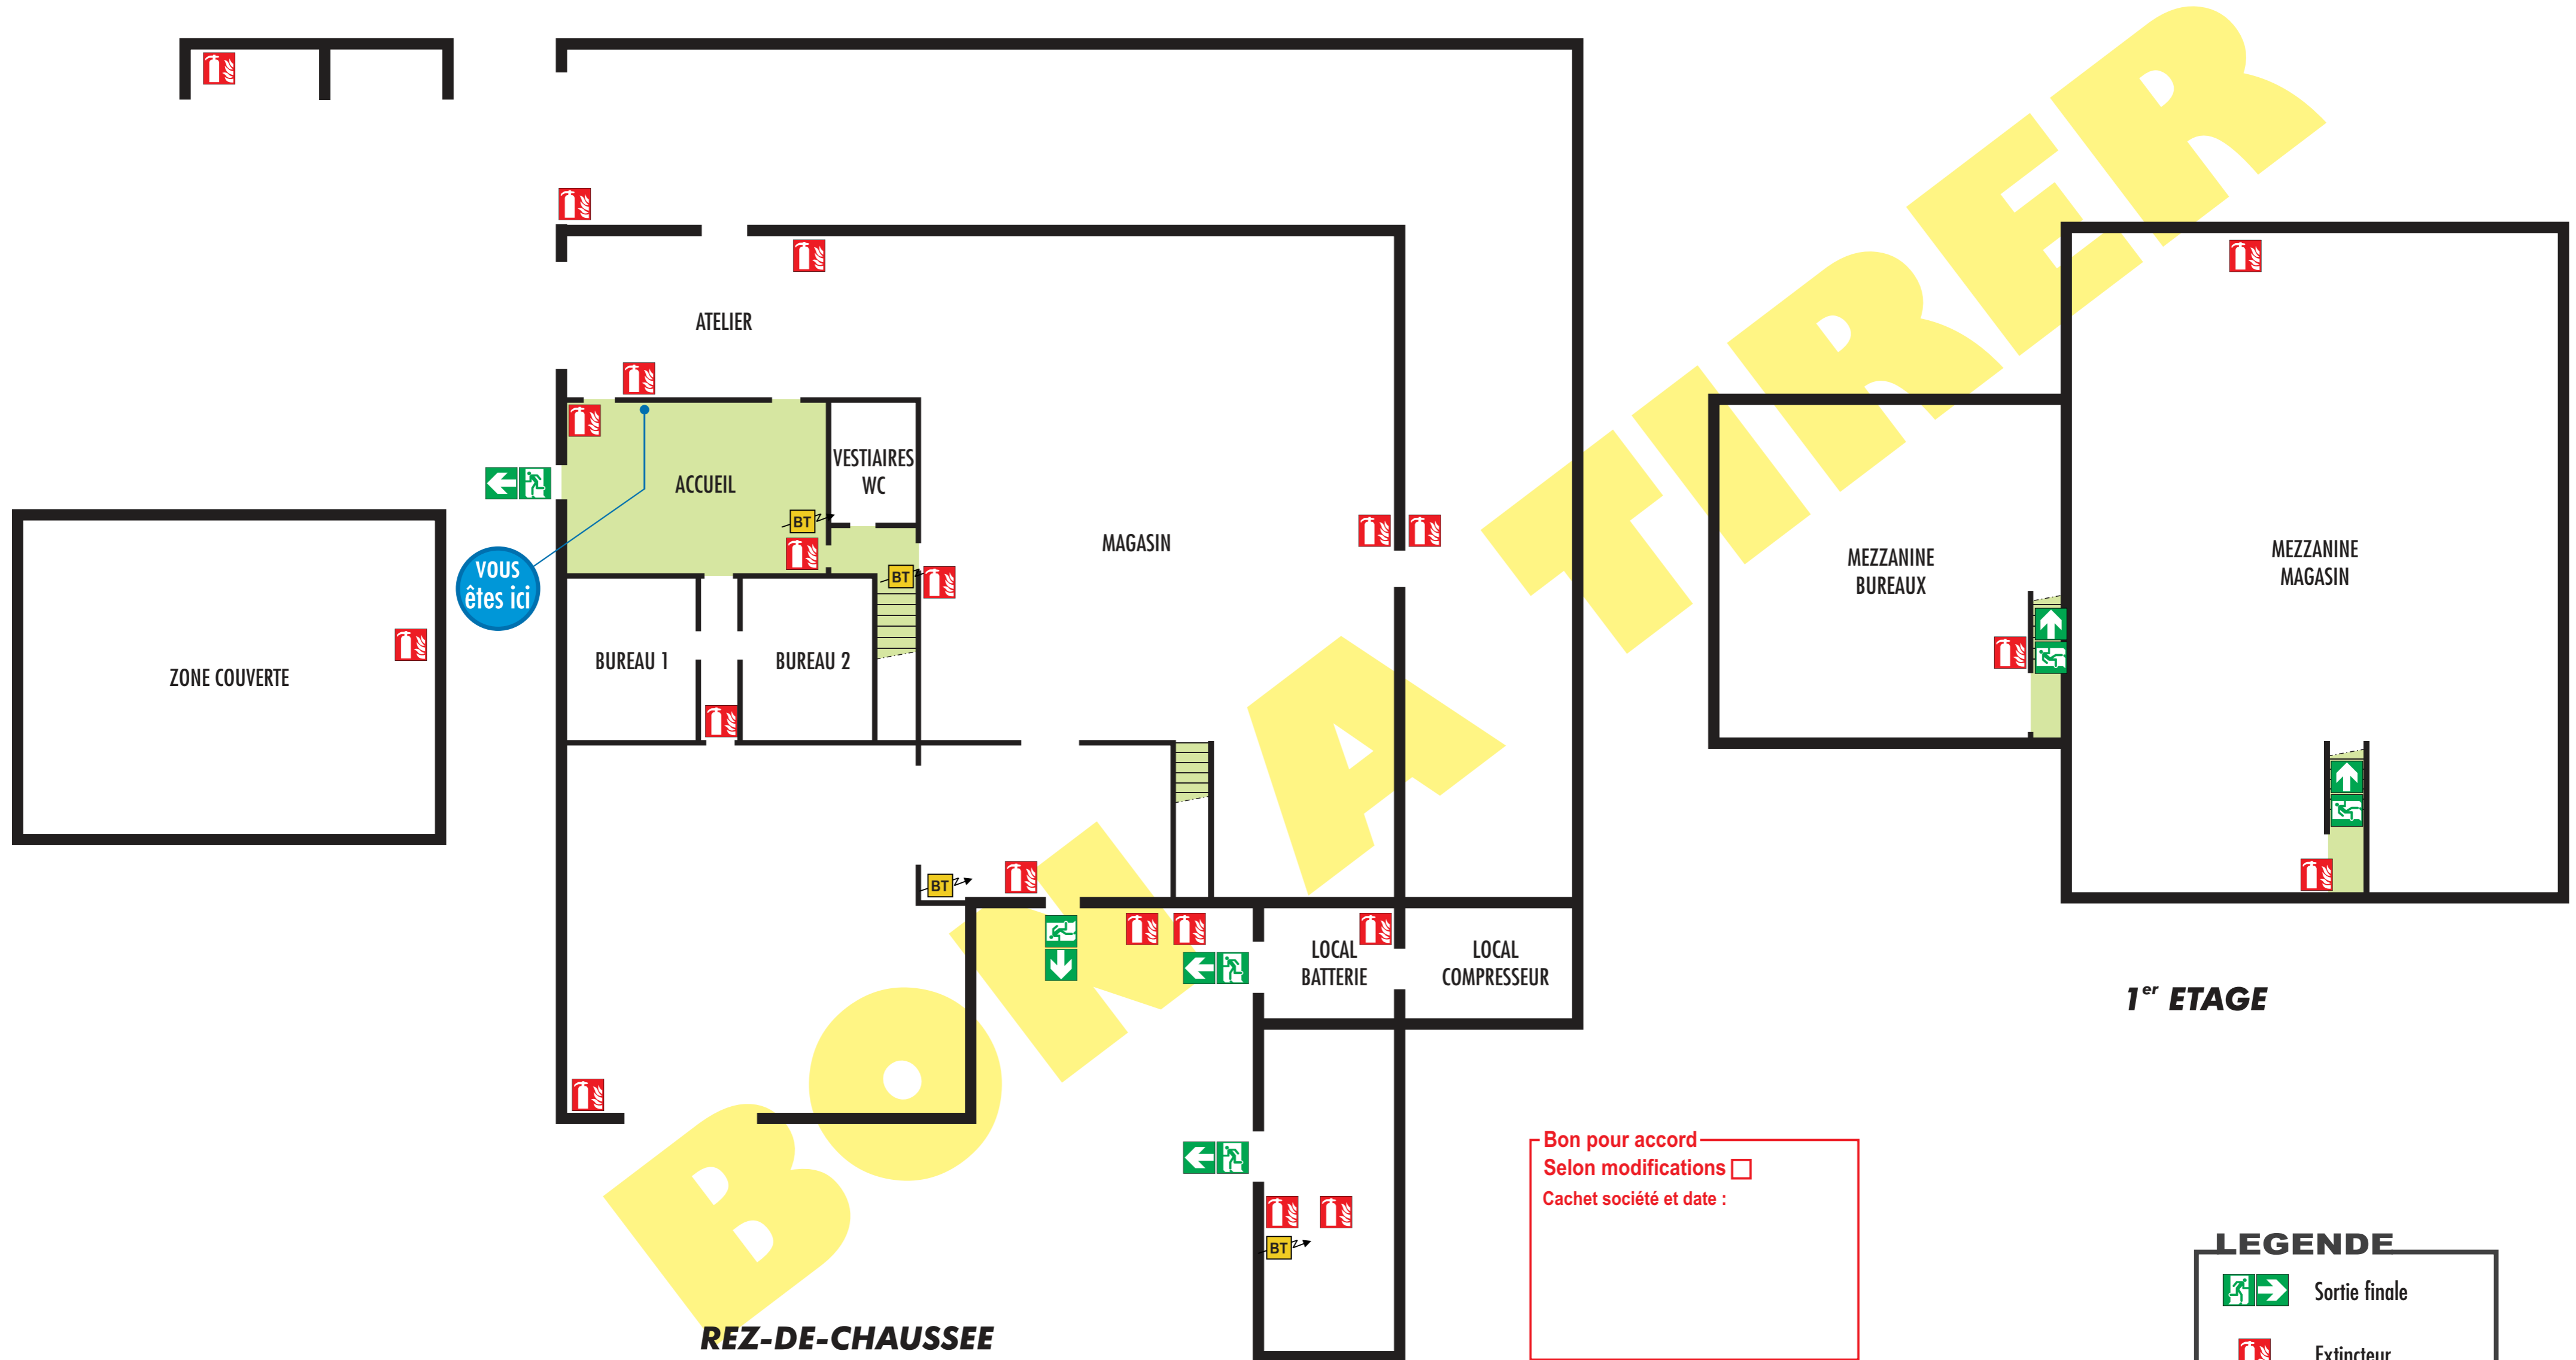 BON A TIRER
ATELIER
ACCUEIL
VESTIAIRES
WC
BT
MAGASIN
VOUS
êtes ici
BT
ZONE COUVERTE
BUREAU 1
BUREAU 2
MEZZANINE
BUREAUX
MEZZANINE
MAGASIN
BT
LOCAL
BATTERIE
LOCAL
COMPRESSEUR
1er ETAGE
Bon pour accord
Selon modifications
Cachet société et date :
BT
REZ-DE-CHAUSSEE
LEGENDE
Sortie finale
Extincteur